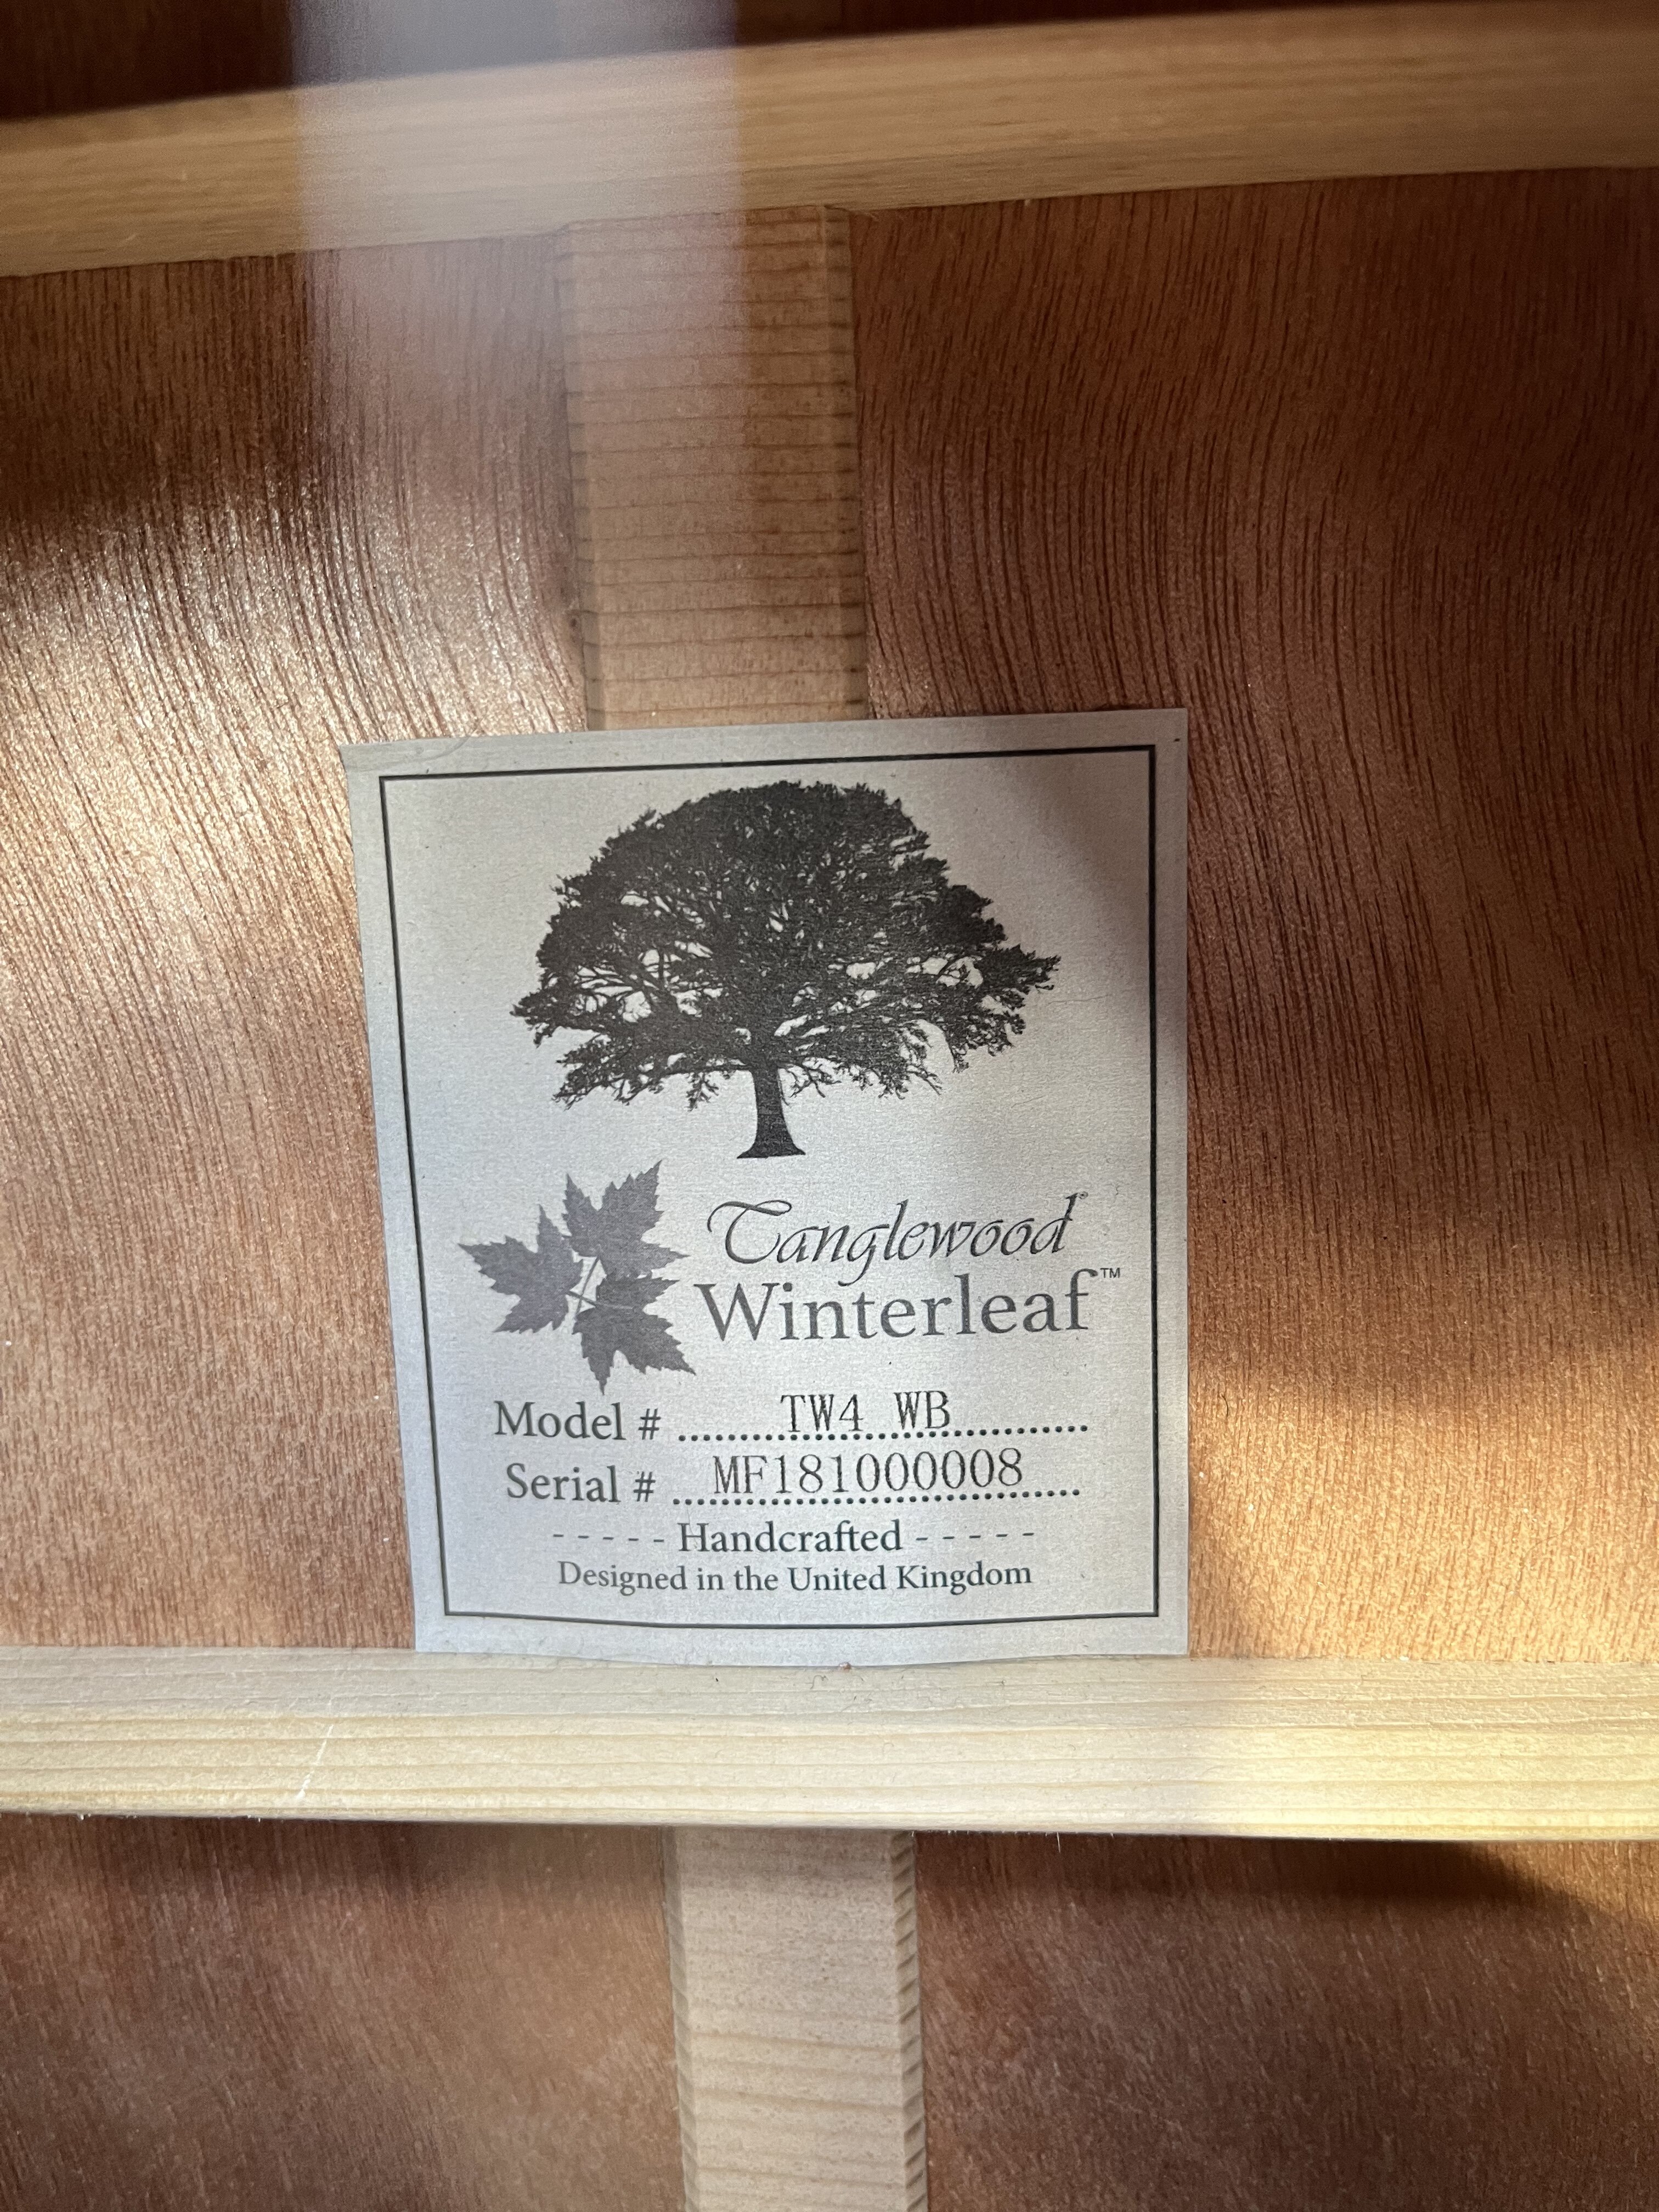 Tanglewood
Winterleaf™
Model # TW4 WB
Serial # MF181000008
- - - - - Handcrafted - - - - -
Designed in the United Kingdom